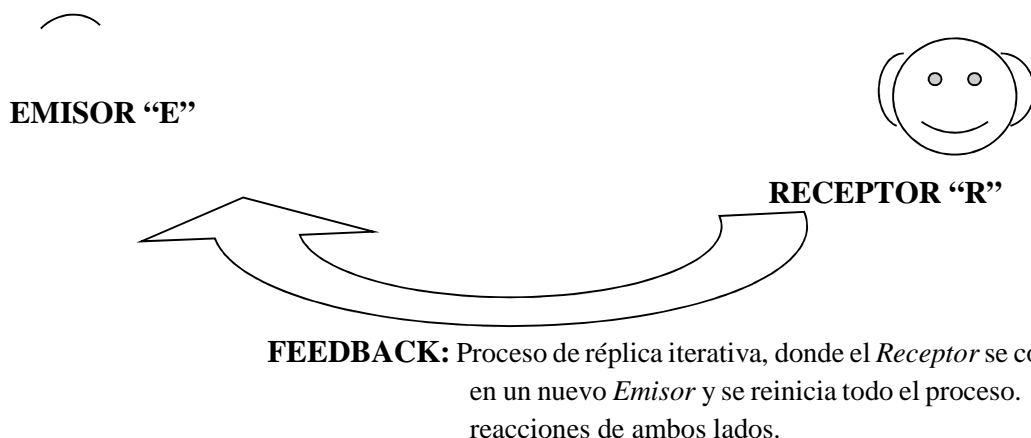 EMISOR “E”
RECEPTOR “R”
FEEDBACK: Proceso de réplica iterativa, donde el Receptor se
en un nuevo Emisor y se reinicia todo el proceso.
reacciones de ambos lados.